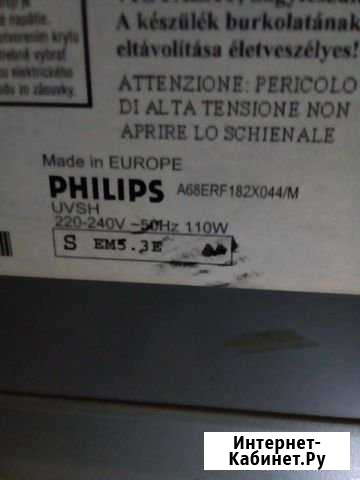 napätie.
A készülék burkolatának
eltávolítása életveszélyes!
ATTENZIONE: PERICOLO
DI ALTA TENSIONE NON
APRIRE LO SCHIENALE
Made in EUROPE
PHILIPS A68ERF182X044/M
UVSH
220-240V ~50Hz 110W
S EM5.3E
Интернет-
Кабинет.Ру